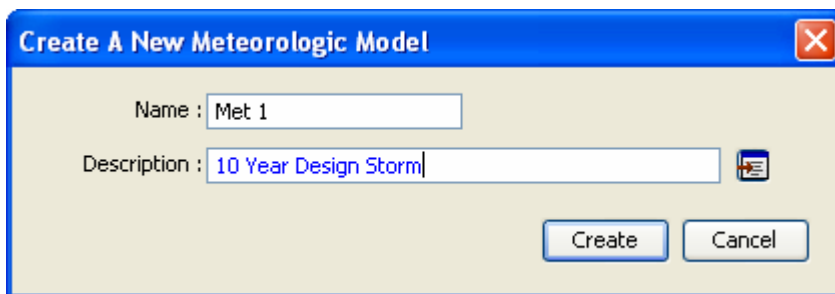 Create A New Meteorologic Model
Name : Met 1
Description : 10 Year Design Storm
Create Cancel